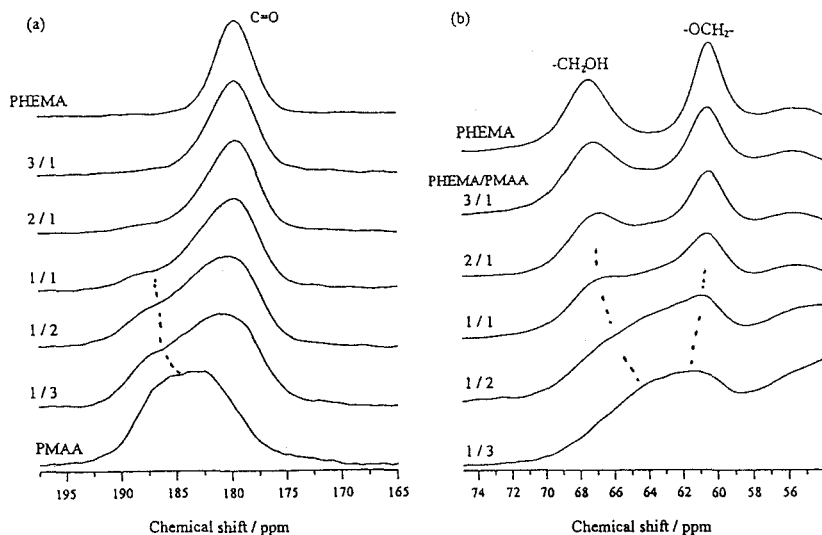 (a)
C=O
PHEMA
3 / 1
2 / 1
1 / 1
1 / 2
1 / 3
PMAA
195 190 185 180 175 170 165
Chemical shift / ppm
(b)
-CH₂OH
-OCH₂-
PHEMA
PHEMA/PMAA
3 / 1
2 / 1
1 / 1
1 / 2
1 / 3
74 72 70 68 66 64 62 60 58 56
Chemical shift / ppm